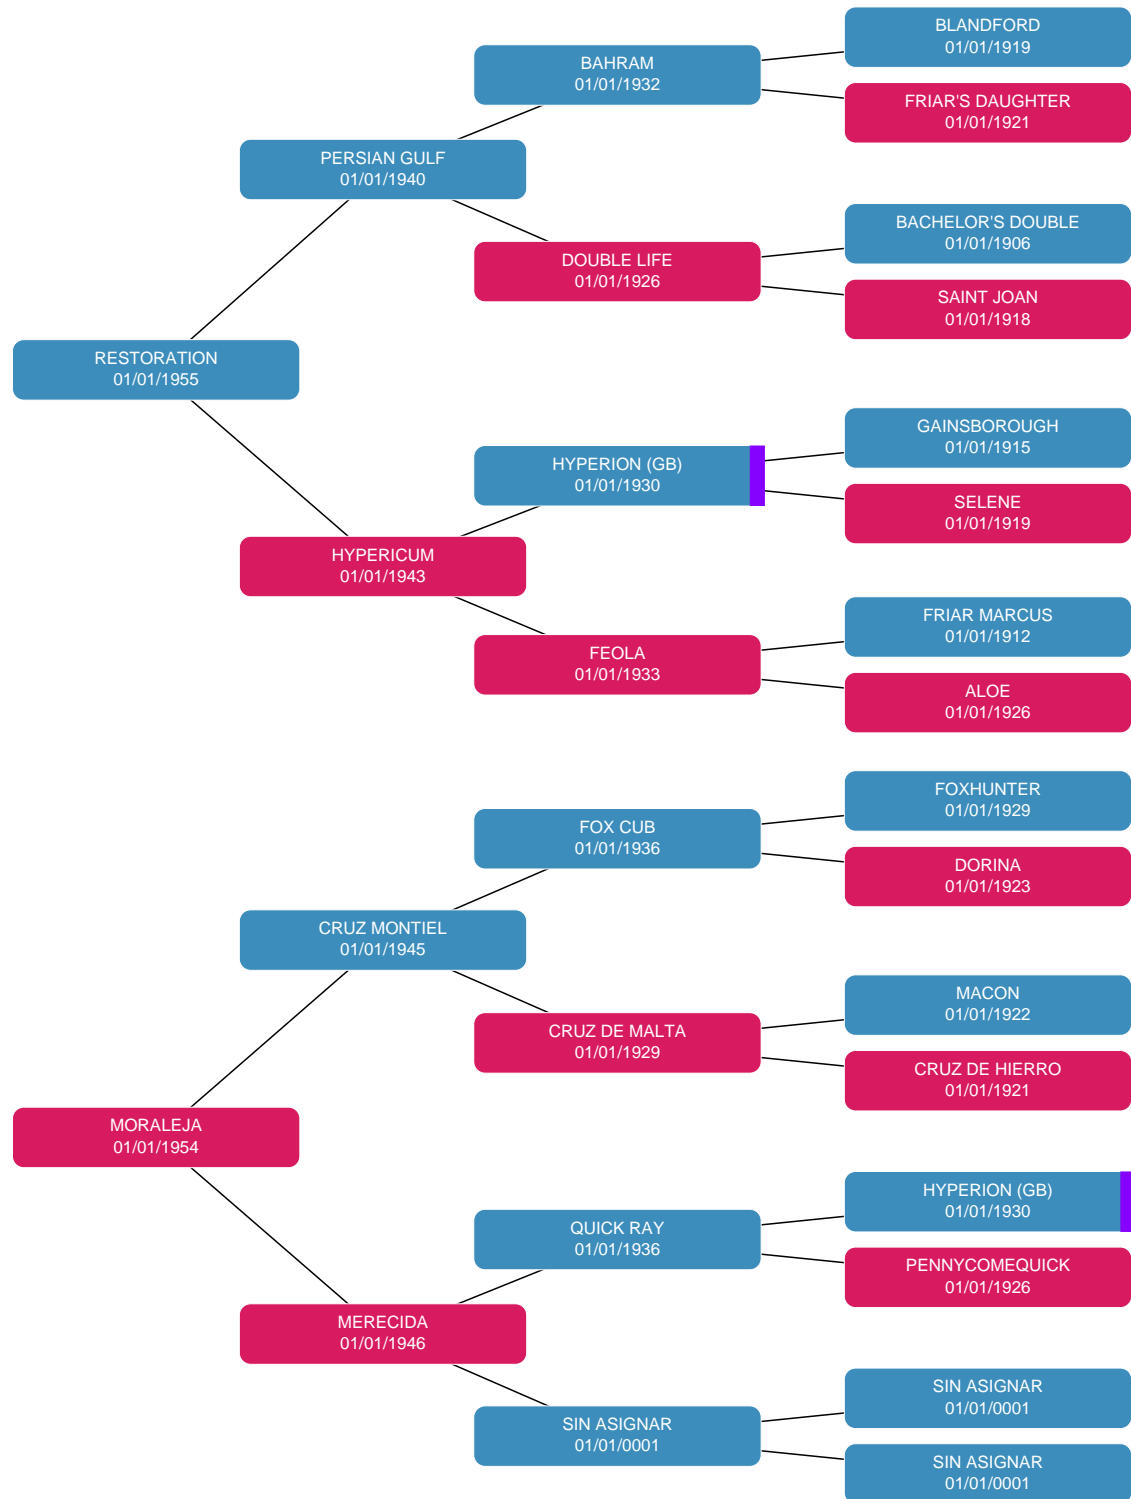 BLANDFORD
01/01/1919
BAHRAM
01/01/1932
FRIAR'S DAUGHTER
01/01/1921
PERSIAN GULF
01/01/1940
BACHELOR'S DOUBLE
01/01/1906
DOUBLE LIFE
01/01/1926
SAINT JOAN
01/01/1918
RESTORATION
01/01/1955
GAINSBOROUGH
01/01/1915
HYPERION (GB)
01/01/1930
SELENE
01/01/1919
HYPERICUM
01/01/1943
FRIAR MARCUS
01/01/1912
FEOLA
01/01/1933
ALOE
01/01/1926
FOXHUNTER
01/01/1929
FOX CUB
01/01/1936
DORINA
01/01/1923
CRUZ MONTIEL
01/01/1945
MACON
01/01/1922
CRUZ DE MALTA
01/01/1929
CRUZ DE HIERRO
01/01/1921
MORALEJA
01/01/1954
HYPERION (GB)
01/01/1930
QUICK RAY
01/01/1936
PENNYCOMEQUICK
01/01/1926
MERECIDA
01/01/1946
SIN ASIGNAR
01/01/0001
SIN ASIGNAR
01/01/0001
SIN ASIGNAR
01/01/0001